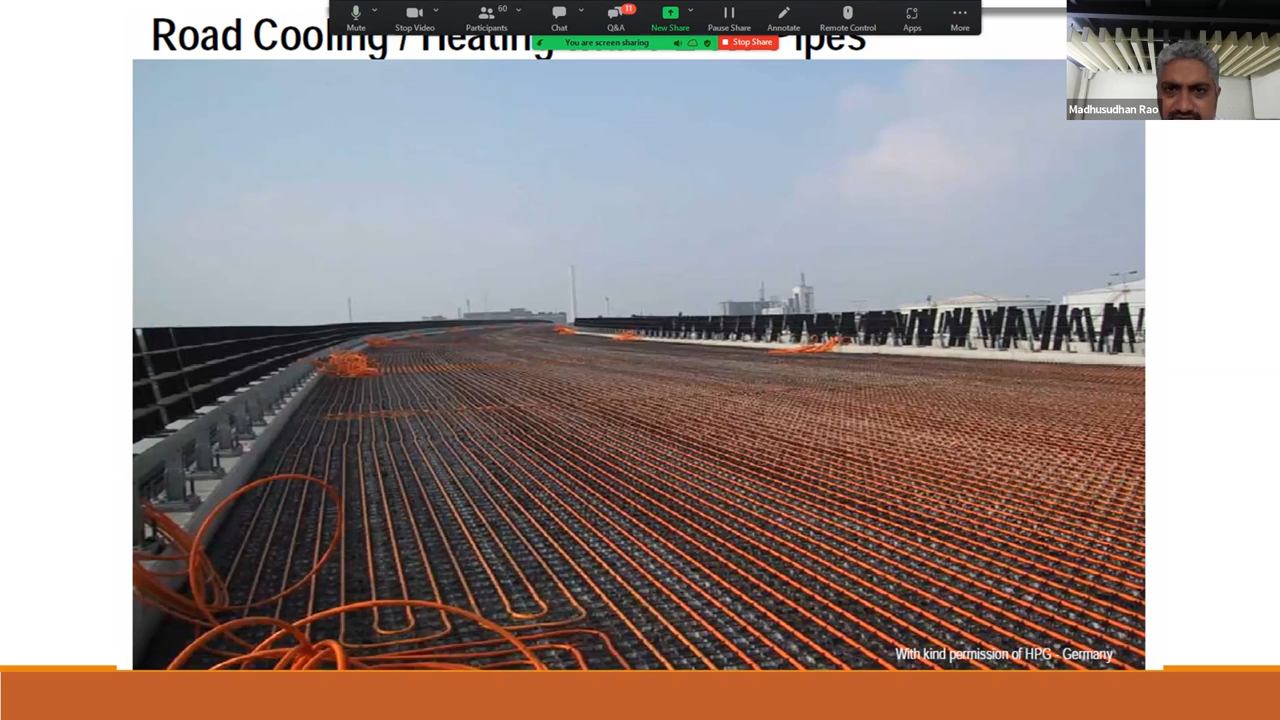 60
11
Mute
Stop Video
Participants
Chat
Q&A
New Share
Pause Share
Annotate
Remote Control
Apps
More
Road Cooling / Heating Pipes
You are screen sharing
Stop Share
Madhusudhan Rao
With kind permission of HPG - Germany